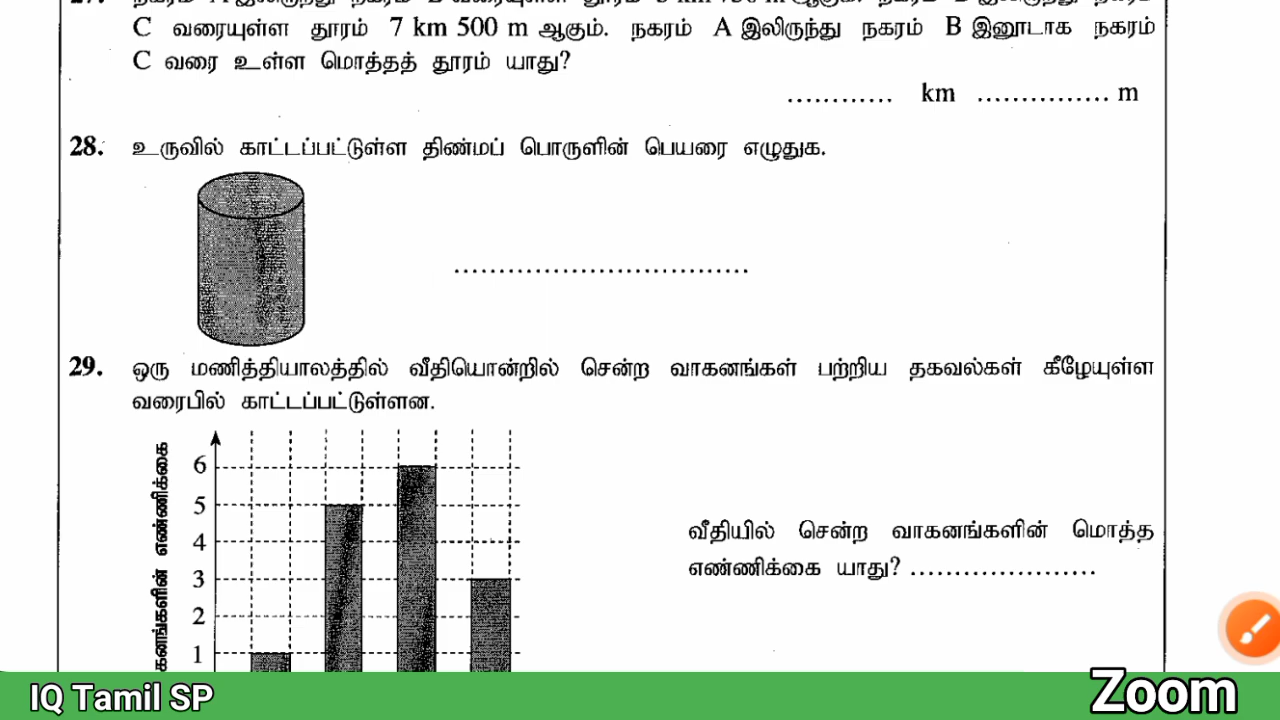 C வரையுள்ள தூரம் 7 km 500 m ஆகும். நகரம் A இலிருந்து நகரம் B இனூடாக நகரம்
C வரை உள்ள மொத்தத் தூரம் யாது?
............ km ............... m
28. உருவில் காட்டப்பட்டுள்ள திண்மப் பொருளின் பெயரை எழுதுக.
.................................
29. ஒரு மணித்தியாலத்தில் வீதியொன்றில் சென்ற வாகனங்கள் பற்றிய தகவல்கள் கீழேயுள்ள
வரைபில் காட்டப்பட்டுள்ளன.
எண்ணிக்கை
6
5
4
3
2
1
வீதியில் சென்ற வாகனங்களின் மொத்த
எண்ணிக்கை யாது? .....................
IQ Tamil SP
Zoom